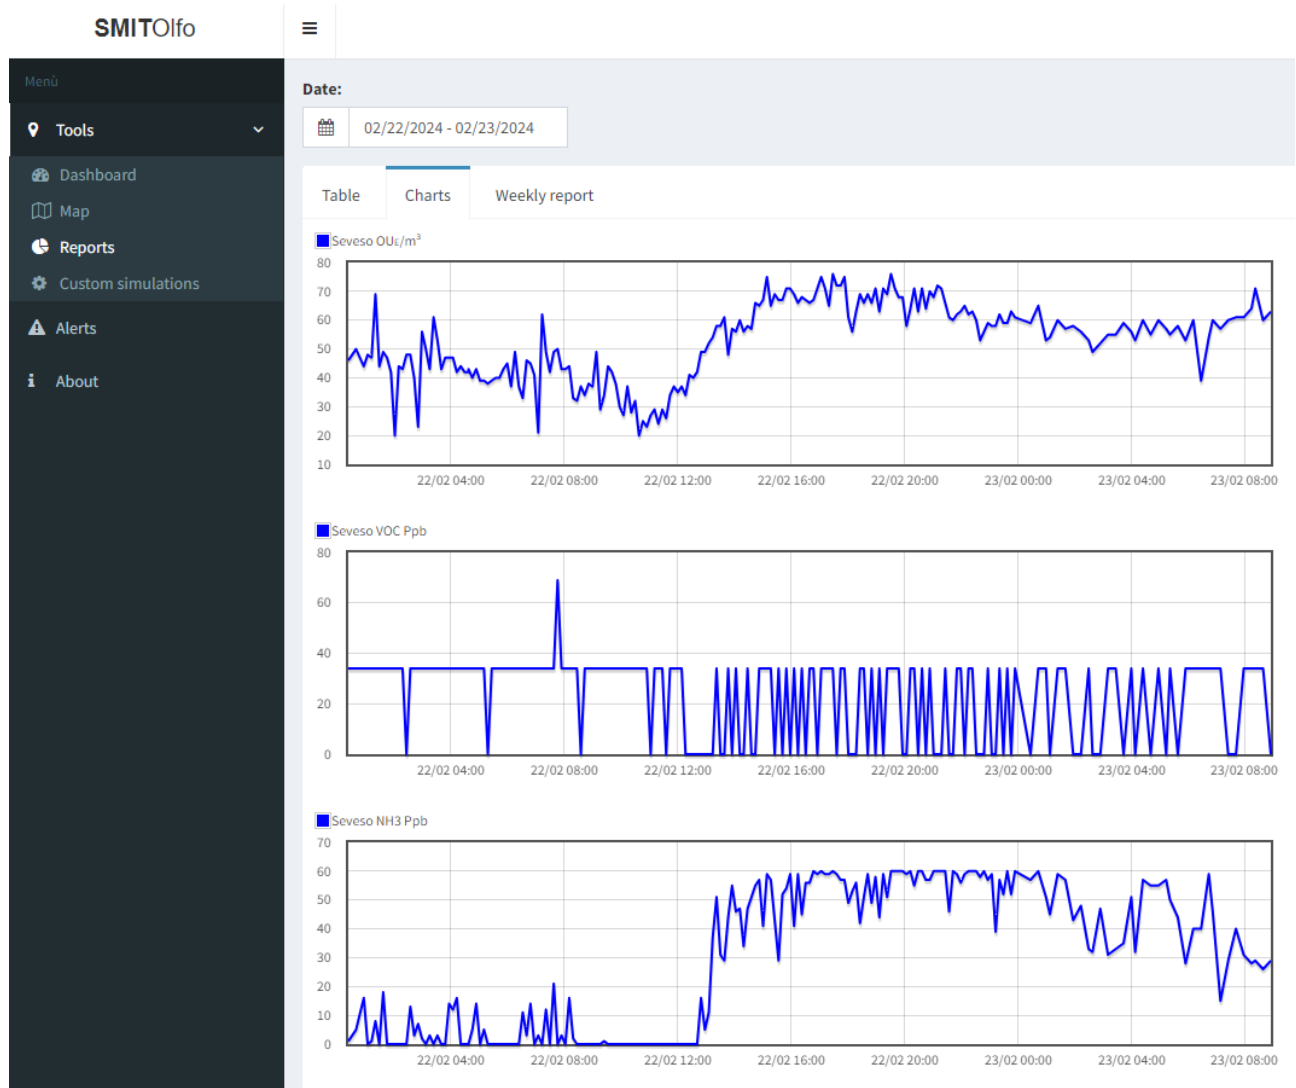 SMITOlfo
Menù
Tools
Dashboard
Map
Reports
Custom simulations
Alerts
About
Date:
02/22/2024 - 02/23/2024
Table Charts Weekly report
Seveso OUE/m³
80
70
60
50
40
30
20
10
22/02 04:00 22/02 08:00 22/02 12:00 22/02 16:00 22/02 20:00 23/02 00:00 23/02 04:00 23/02 08:00
Seveso VOC Ppb
80
60
40
20
0
22/02 04:00 22/02 08:00 22/02 12:00 22/02 16:00 22/02 20:00 23/02 00:00 23/02 04:00 23/02 08:00
Seveso NH3 Ppb
70
60
50
40
30
20
10
0
22/02 04:00 22/02 08:00 22/02 12:00 22/02 16:00 22/02 20:00 23/02 00:00 23/02 04:00 23/02 08:00